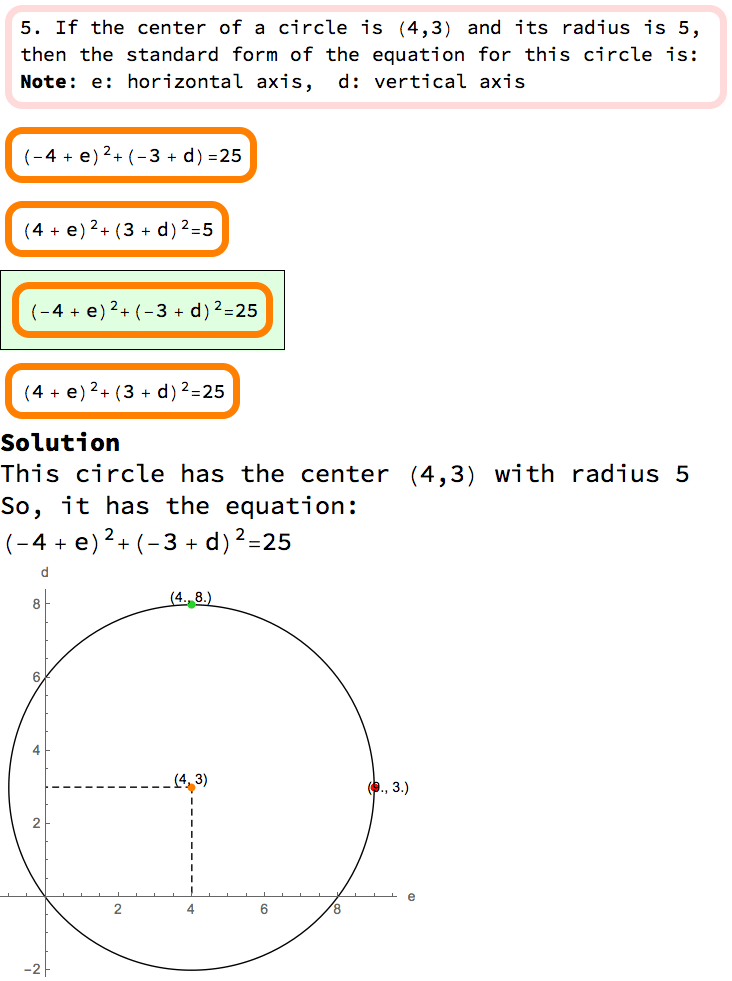 5. If the center of a circle is (4,3) and its radius is 5,
then the standard form of the equation for this circle is:
Note: e: horizontal axis, d: vertical axis
(-4 + e)²+(-3 + d)=25
(4 + e)²+(3 + d)²=5
(-4 + e)²+(-3 + d)²=25
(4 + e)²+(3 + d)²=25
Solution
This circle has the center (4,3) with radius 5
So, it has the equation:
(-4 + e)²+(-3 + d)²=25
d
8
(4., 8.)
6
4
(4, 3)
(9., 3.)
2
e
2 4 6 8
-2